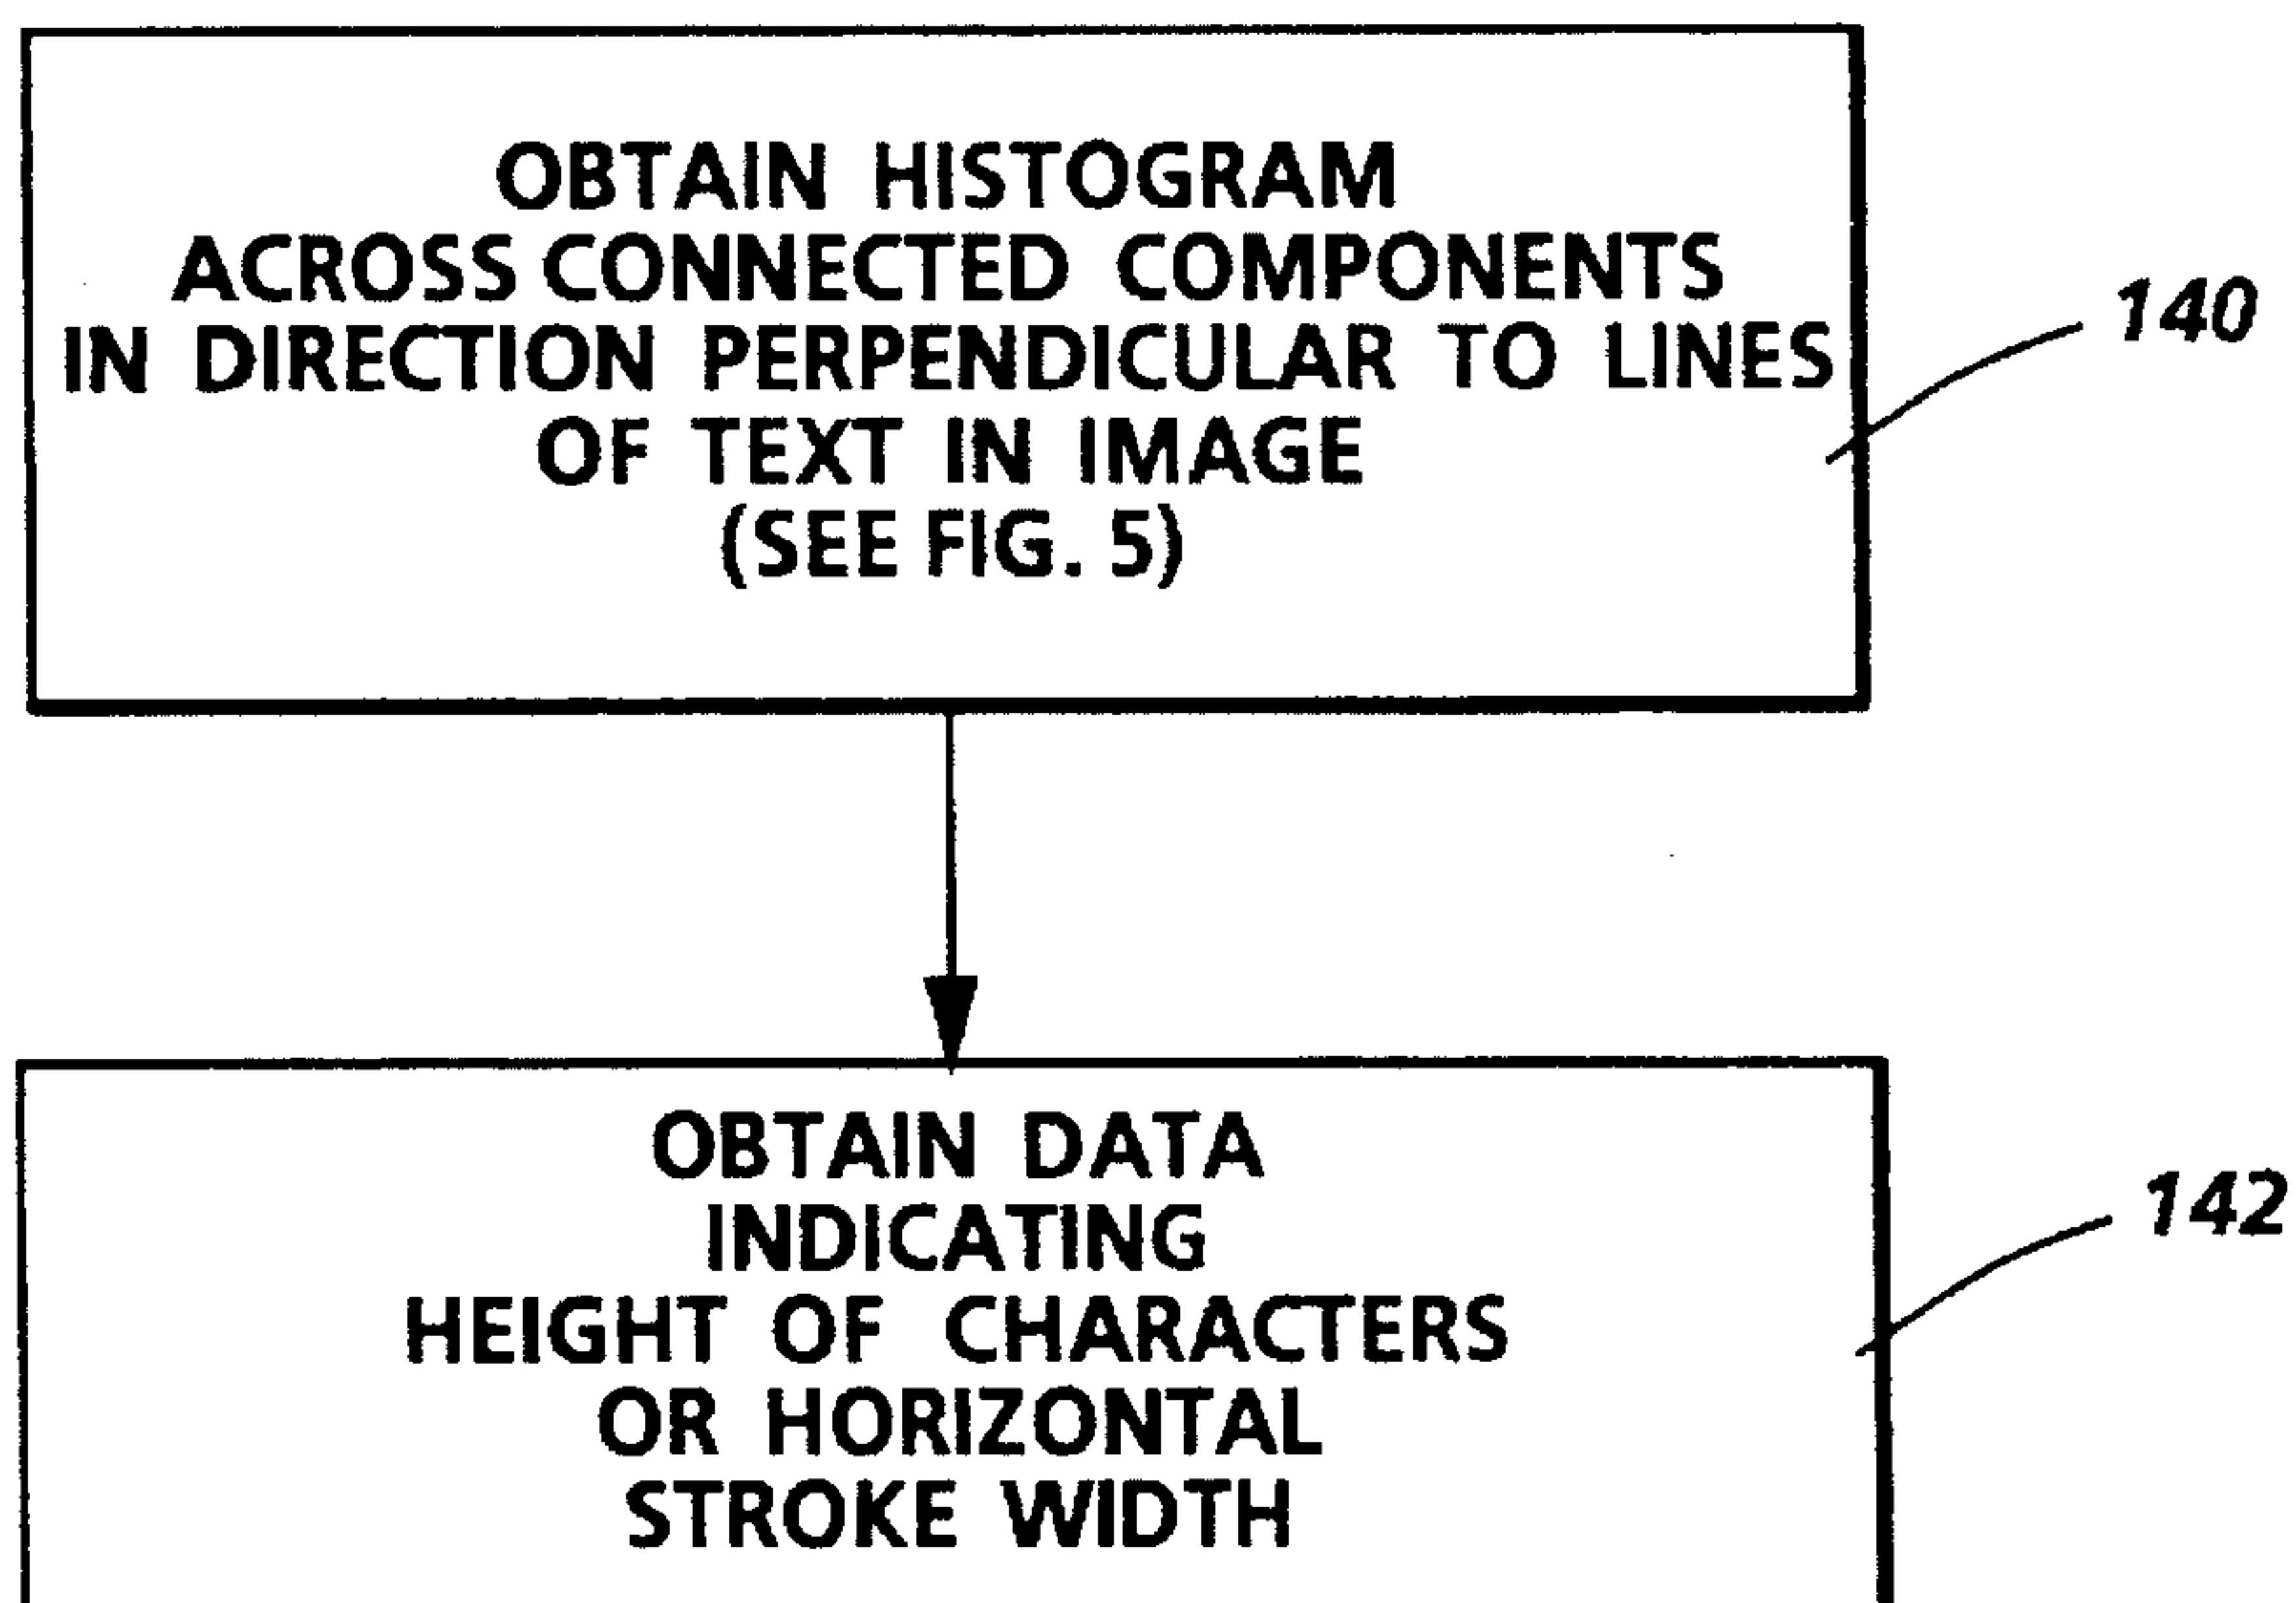 OBTAIN HISTOGRAM
ACROSS CONNECTED COMPONENTS
IN DIRECTION PERPENDICULAR TO LINES
OF TEXT IN IMAGE
(SEE FIG. 5)
140
OBTAIN DATA
INDICATING
HEIGHT OF CHARACTERS
OR HORIZONTAL
STROKE WIDTH
142